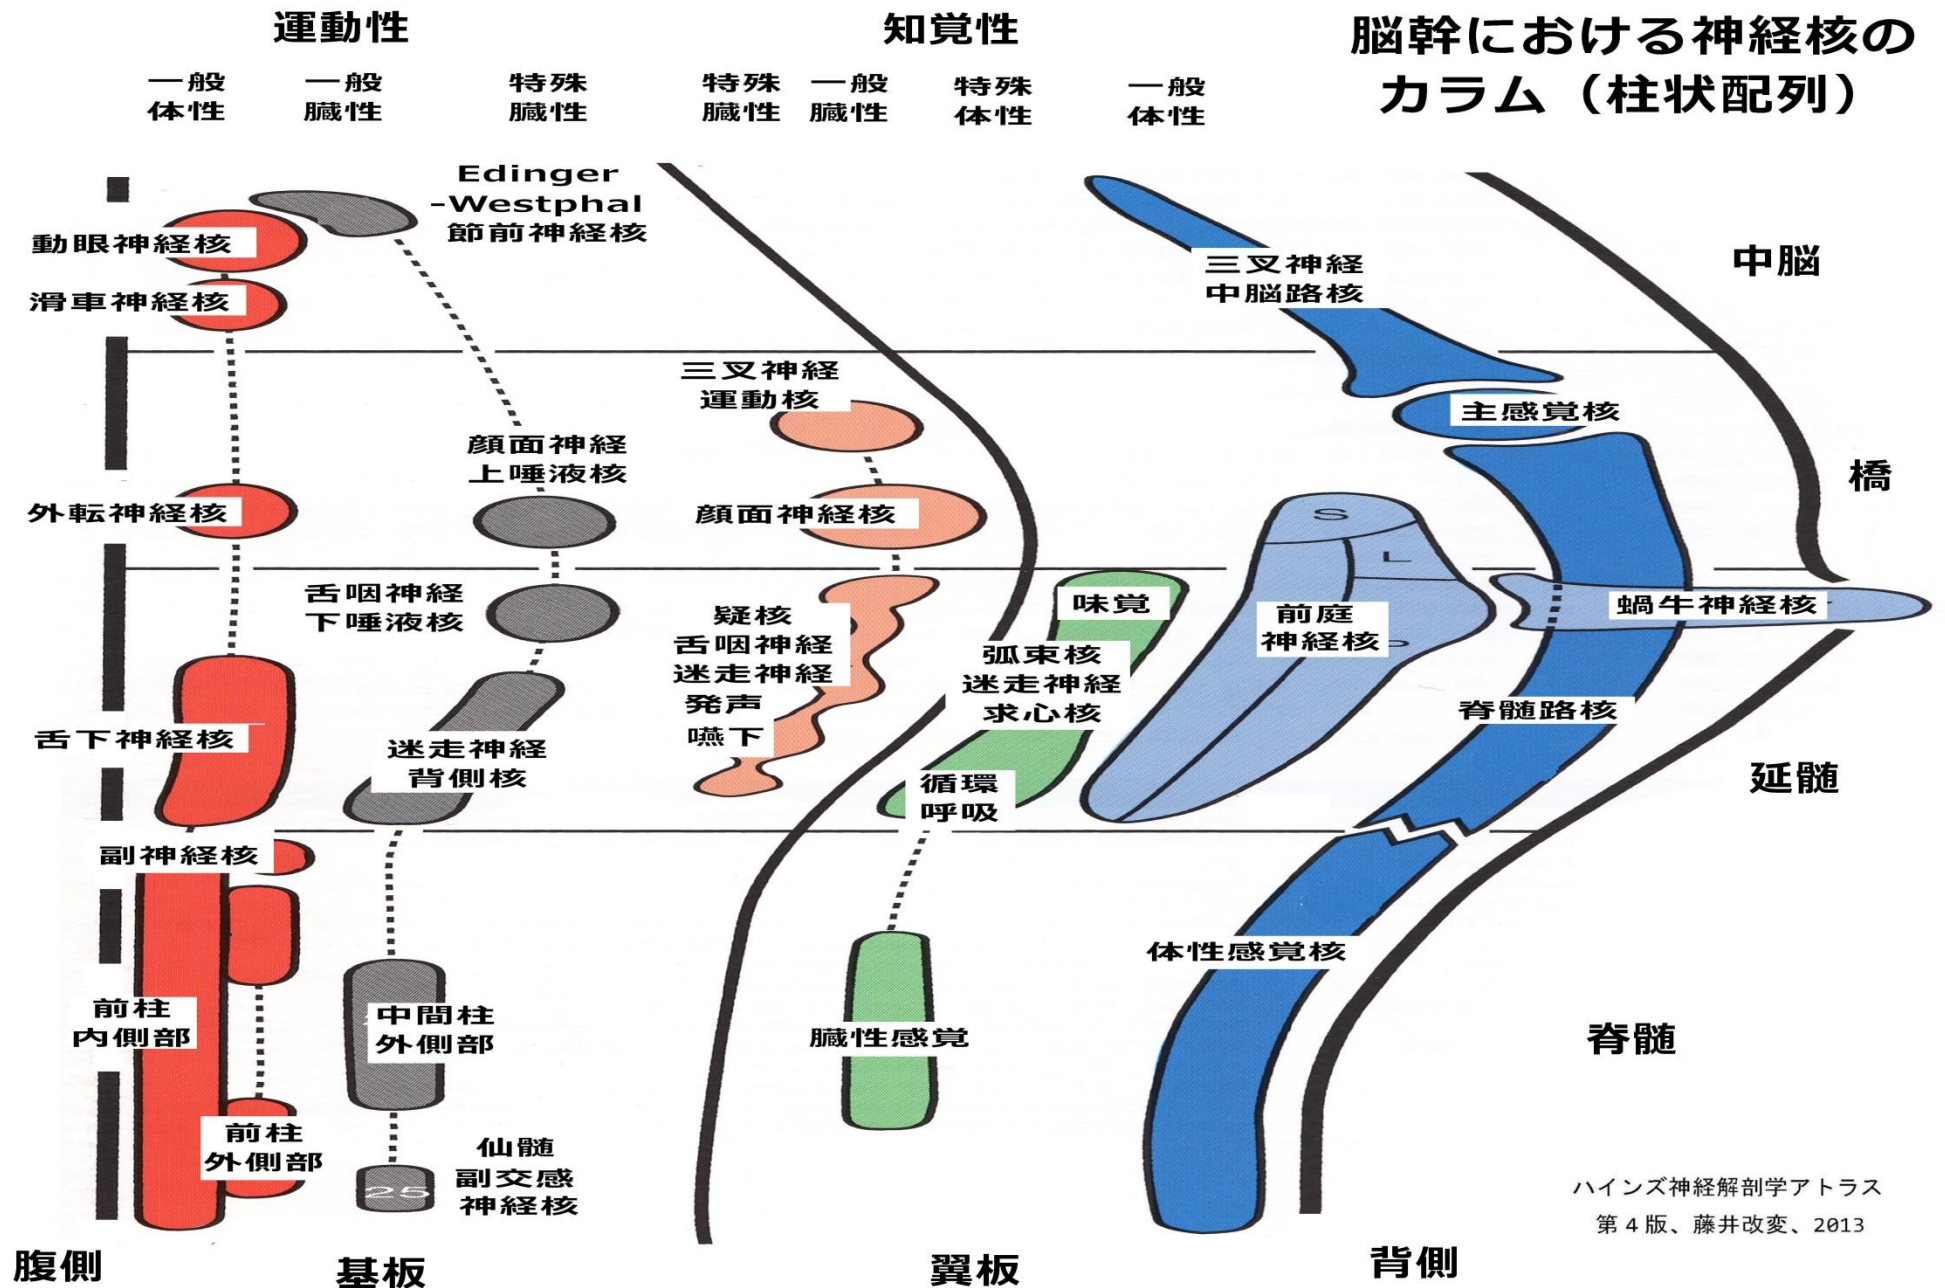 運動性
知覚性
脳幹における神経核の
カラム（柱状配列）
一般
体性
一般
臓性
特殊
臓性
特殊
臓性
一般
臓性
特殊
体性
一般
体性
Edinger
-Westphal
節前神経核
動眼神経核
滑車神経核
三叉神経
中脳路核
中脳
三叉神経
運動核
主感覚核
顔面神経
上唾液核
橋
外転神経核
顔面神経核
S
L
舌咽神経
下唾液核
疑核
舌咽神経
迷走神経
発声
嚥下
味覚
弧束核
迷走神経
求心核
前庭
神経核
蝸牛神経核
脊髄路核
舌下神経核
迷走神経
背側核
循環
呼吸
延髄
副神経核
体性感覚核
前柱
内側部
中間柱
外側部
臓性感覚
脊髄
前柱
外側部
25
仙髄
副交感
神経核
ハインズ神経解剖学アトラス
第４版、藤井改変、2013
腹側
基板
翼板
背側